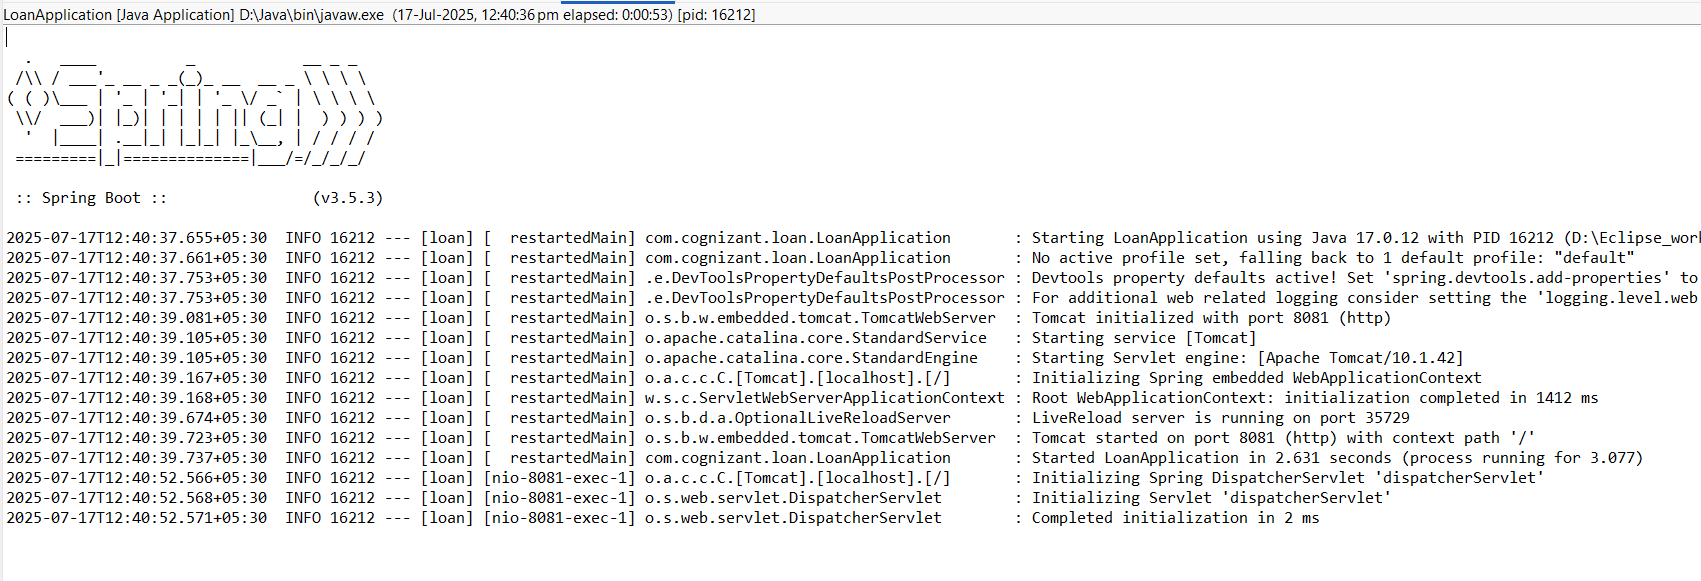 LoanApplication [Java Application] D:\Java\bin\javaw.exe  (17-Jul-2025, 12:40:36 pm elapsed: 0:00:53) [pid: 16212]
  .   ____          _            __ _ _
 /\\ / ___'_ __ _ _(_)_ __  __ _ \ \ \ \
( ( )\___ | '_ | '_| | '_ \/ _` | \ \ \ \
 \\/  ___)| |_)| | | | | || (_| |  ) ) ) )
  '  |____| .__|_| |_|_| |_\__, | / / / /
 =========|_|==============|___/=/_/_/_/
 :: Spring Boot ::                (v3.5.3)
2025-07-17T12:40:37.655+05:30  INFO 16212 --- [loan] [  restartedMain] com.cognizant.loan.LoanApplication       : Starting LoanApplication using Java 17.0.12 with PID 16212 (D:\Eclipse_work
2025-07-17T12:40:37.661+05:30  INFO 16212 --- [loan] [  restartedMain] com.cognizant.loan.LoanApplication       : No active profile set, falling back to 1 default profile: "default"
2025-07-17T12:40:37.753+05:30  INFO 16212 --- [loan] [  restartedMain] .e.DevToolsPropertyDefaultsPostProcessor : Devtools property defaults active! Set 'spring.devtools.add-properties' to
2025-07-17T12:40:37.753+05:30  INFO 16212 --- [loan] [  restartedMain] .e.DevToolsPropertyDefaultsPostProcessor : For additional web related logging consider setting the 'logging.level.web
2025-07-17T12:40:39.081+05:30  INFO 16212 --- [loan] [  restartedMain] o.s.b.w.embedded.tomcat.TomcatWebServer  : Tomcat initialized with port 8081 (http)
2025-07-17T12:40:39.105+05:30  INFO 16212 --- [loan] [  restartedMain] o.apache.catalina.core.StandardService   : Starting service [Tomcat]
2025-07-17T12:40:39.105+05:30  INFO 16212 --- [loan] [  restartedMain] o.apache.catalina.core.StandardEngine    : Starting Servlet engine: [Apache Tomcat/10.1.42]
2025-07-17T12:40:39.167+05:30  INFO 16212 --- [loan] [  restartedMain] o.a.c.c.C.[Tomcat].[localhost].[/]       : Initializing Spring embedded WebApplicationContext
2025-07-17T12:40:39.168+05:30  INFO 16212 --- [loan] [  restartedMain] w.s.c.ServletWebServerApplicationContext : Root WebApplicationContext: initialization completed in 1412 ms
2025-07-17T12:40:39.674+05:30  INFO 16212 --- [loan] [  restartedMain] o.s.b.d.a.OptionalLiveReloadServer       : LiveReload server is running on port 35729
2025-07-17T12:40:39.723+05:30  INFO 16212 --- [loan] [  restartedMain] o.s.b.w.embedded.tomcat.TomcatWebServer  : Tomcat started on port 8081 (http) with context path '/'
2025-07-17T12:40:39.737+05:30  INFO 16212 --- [loan] [  restartedMain] com.cognizant.loan.LoanApplication       : Started LoanApplication in 2.631 seconds (process running for 3.077)
2025-07-17T12:40:52.566+05:30  INFO 16212 --- [loan] [nio-8081-exec-1] o.a.c.c.C.[Tomcat].[localhost].[/]       : Initializing Spring DispatcherServlet 'dispatcherServlet'
2025-07-17T12:40:52.568+05:30  INFO 16212 --- [loan] [nio-8081-exec-1] o.s.web.servlet.DispatcherServlet        : Initializing Servlet 'dispatcherServlet'
2025-07-17T12:40:52.571+05:30  INFO 16212 --- [loan] [nio-8081-exec-1] o.s.web.servlet.DispatcherServlet        : Completed initialization in 2 ms